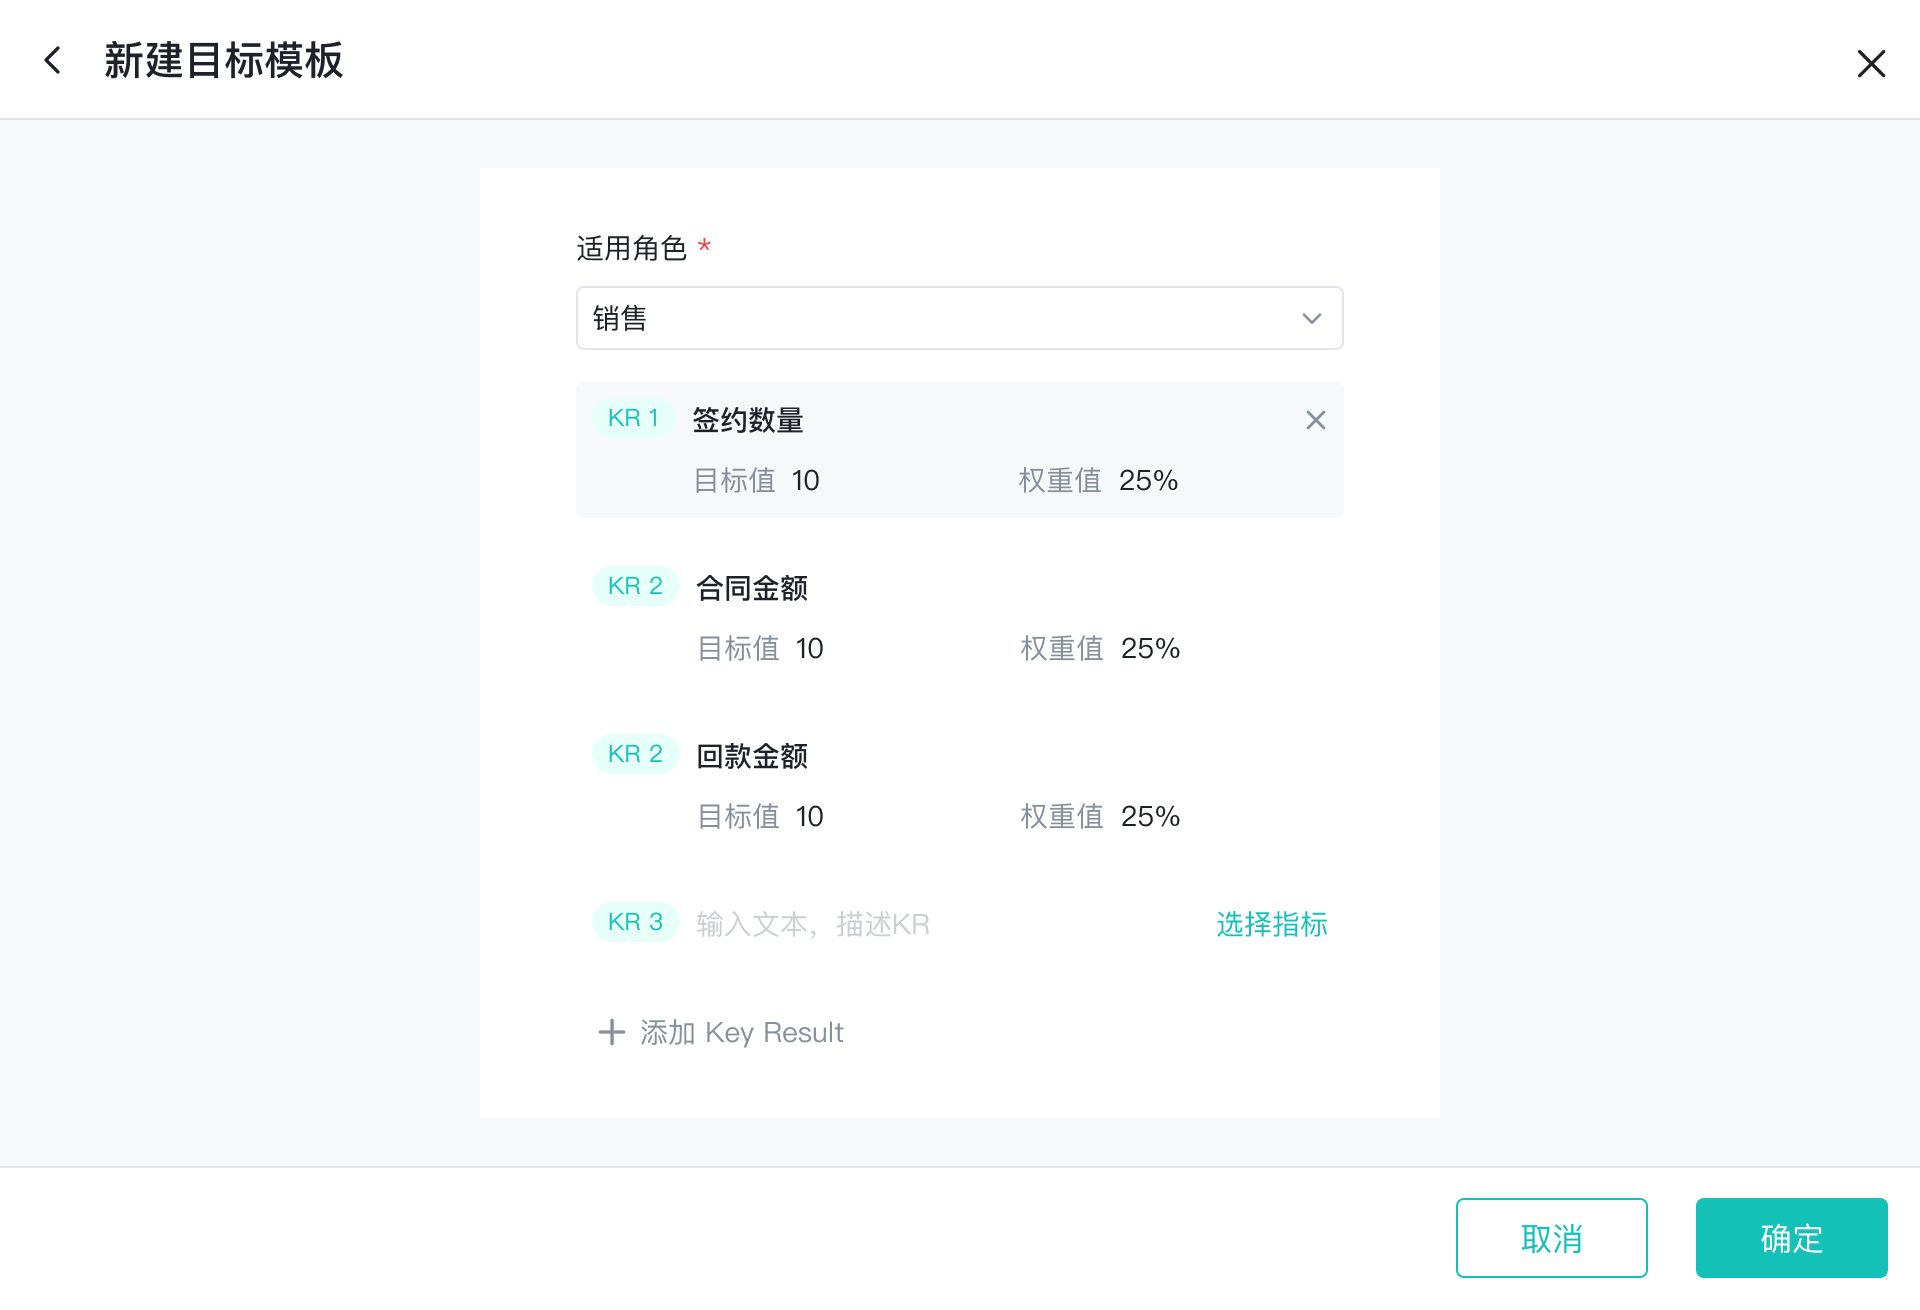 新建目标模板
适用角色 *
销售
KR 1 签约数量
目标值 10 权重值 25%
KR 2 合同金额
目标值 10 权重值 25%
KR 2 回款金额
目标值 10 权重值 25%
KR 3 输入文本，描述KR 选择指标
添加 Key Result
取消 确定